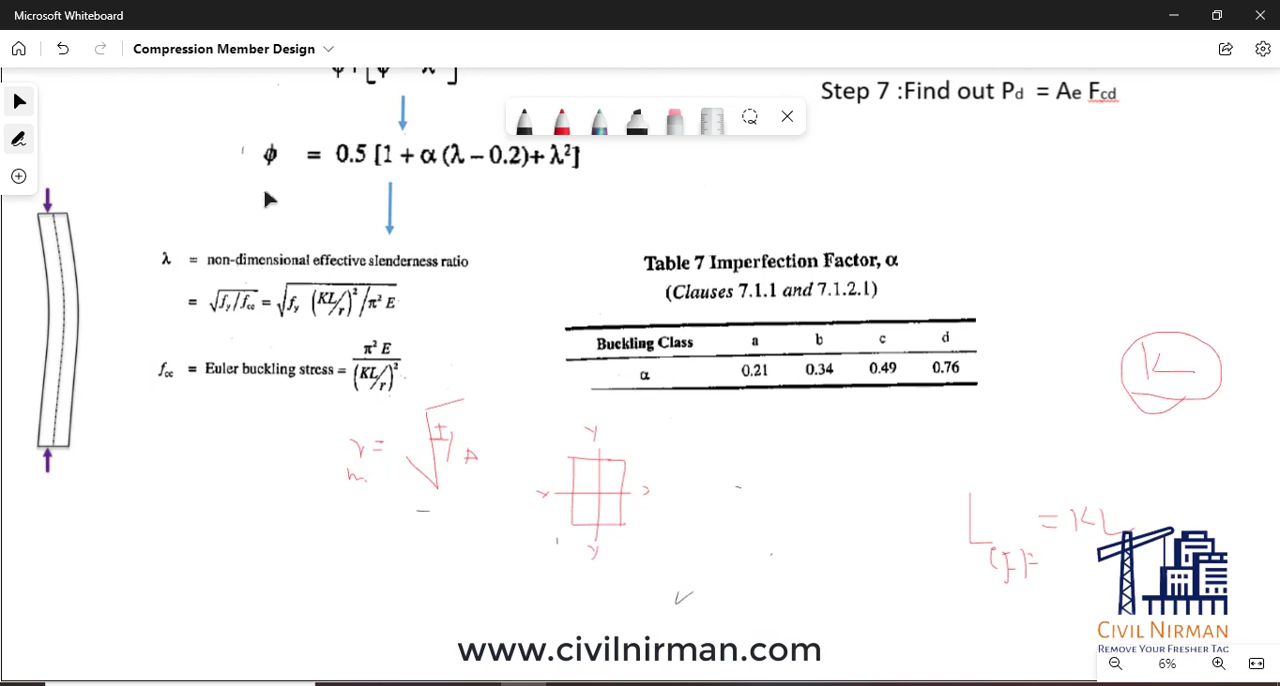 Microsoft Whiteboard
Compression Member Design
Step 7 :Find out Pd = Ae Fcd
ϕ = 0.5 [1 + α (λ – 0.2)+ λ²]
λ = non-dimensional effective slenderness ratio
= √fy/fcc = √fy (KL/r)²/π² E
fcc = Euler buckling stress = π² E / (KL/r)²
Table 7 Imperfection Factor, α
(Clauses 7.1.1 and 7.1.2.1)
Buckling Class a b c d
α 0.21 0.34 0.49 0.76
K
r = √I/A
m
Y
X
Y
L = KL
CIVIL NIRMAN
REMOVE YOUR FRESHER TAG
www.civilnirman.com
6%